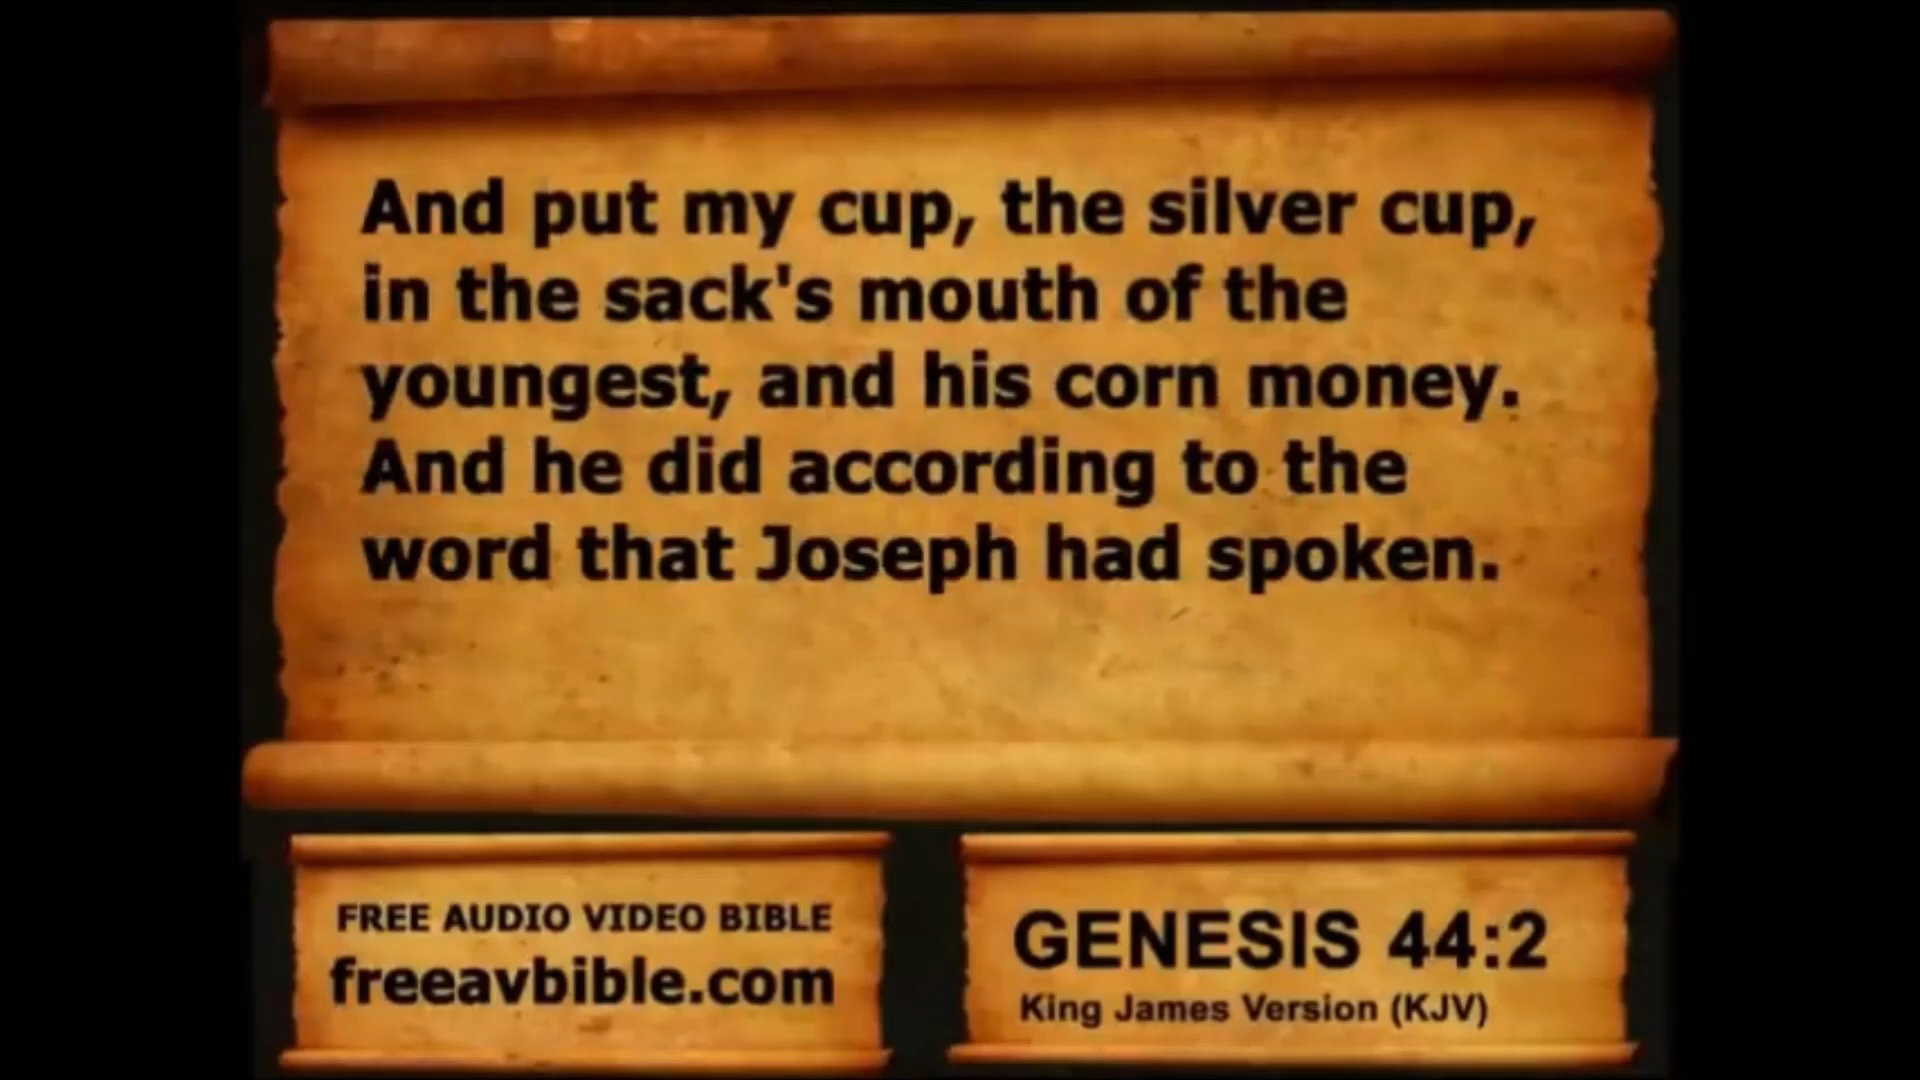 And put my cup, the silver cup,
in the sack's mouth of the
youngest, and his corn money.
And he did according to the
word that Joseph had spoken.
FREE AUDIO VIDEO BIBLE
freeavbible.com
GENESIS 44:2
King James Version (KJV)